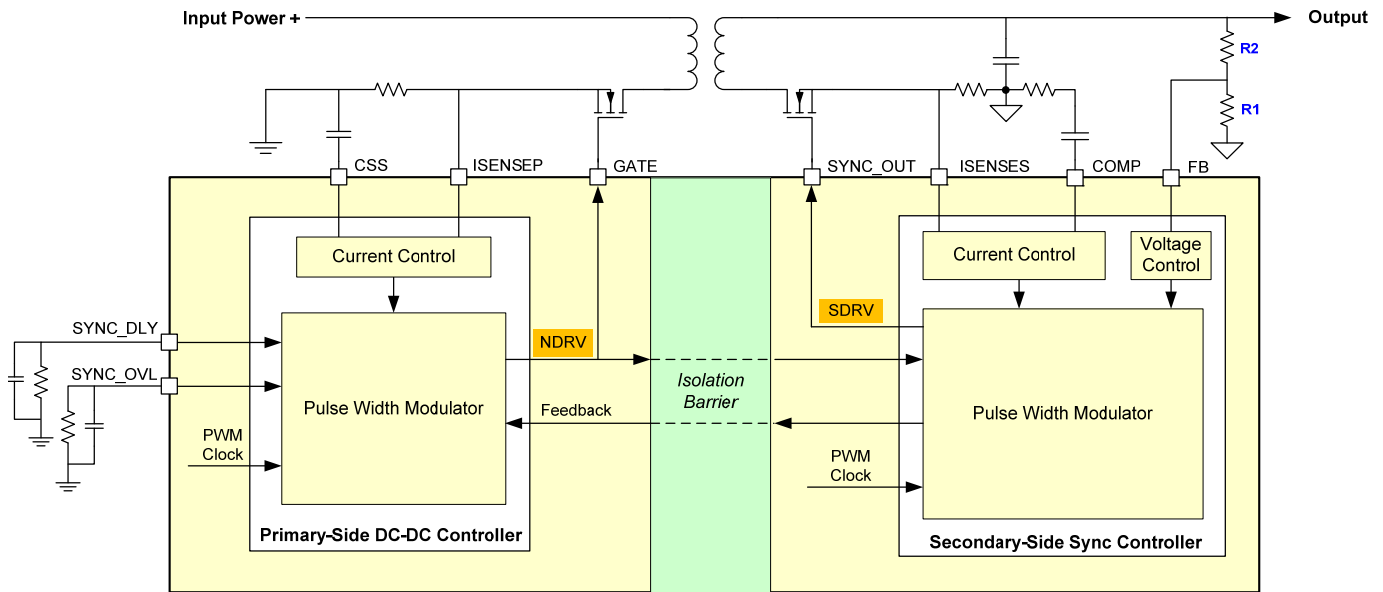 Input Power +
Output
R2
R1
CSS
ISENSEP
GATE
SYNC_OUT
ISENSES
COMP
FB
Current Control
Current Control
Voltage
Control
SYNC_DLY
SYNC_OVL
NDRV
SDRV
Pulse Width Modulator
Isolation
Barrier
Pulse Width Modulator
Feedback
PWM
Clock
PWM
Clock
Primary-Side DC-DC Controller
Secondary-Side Sync Controller